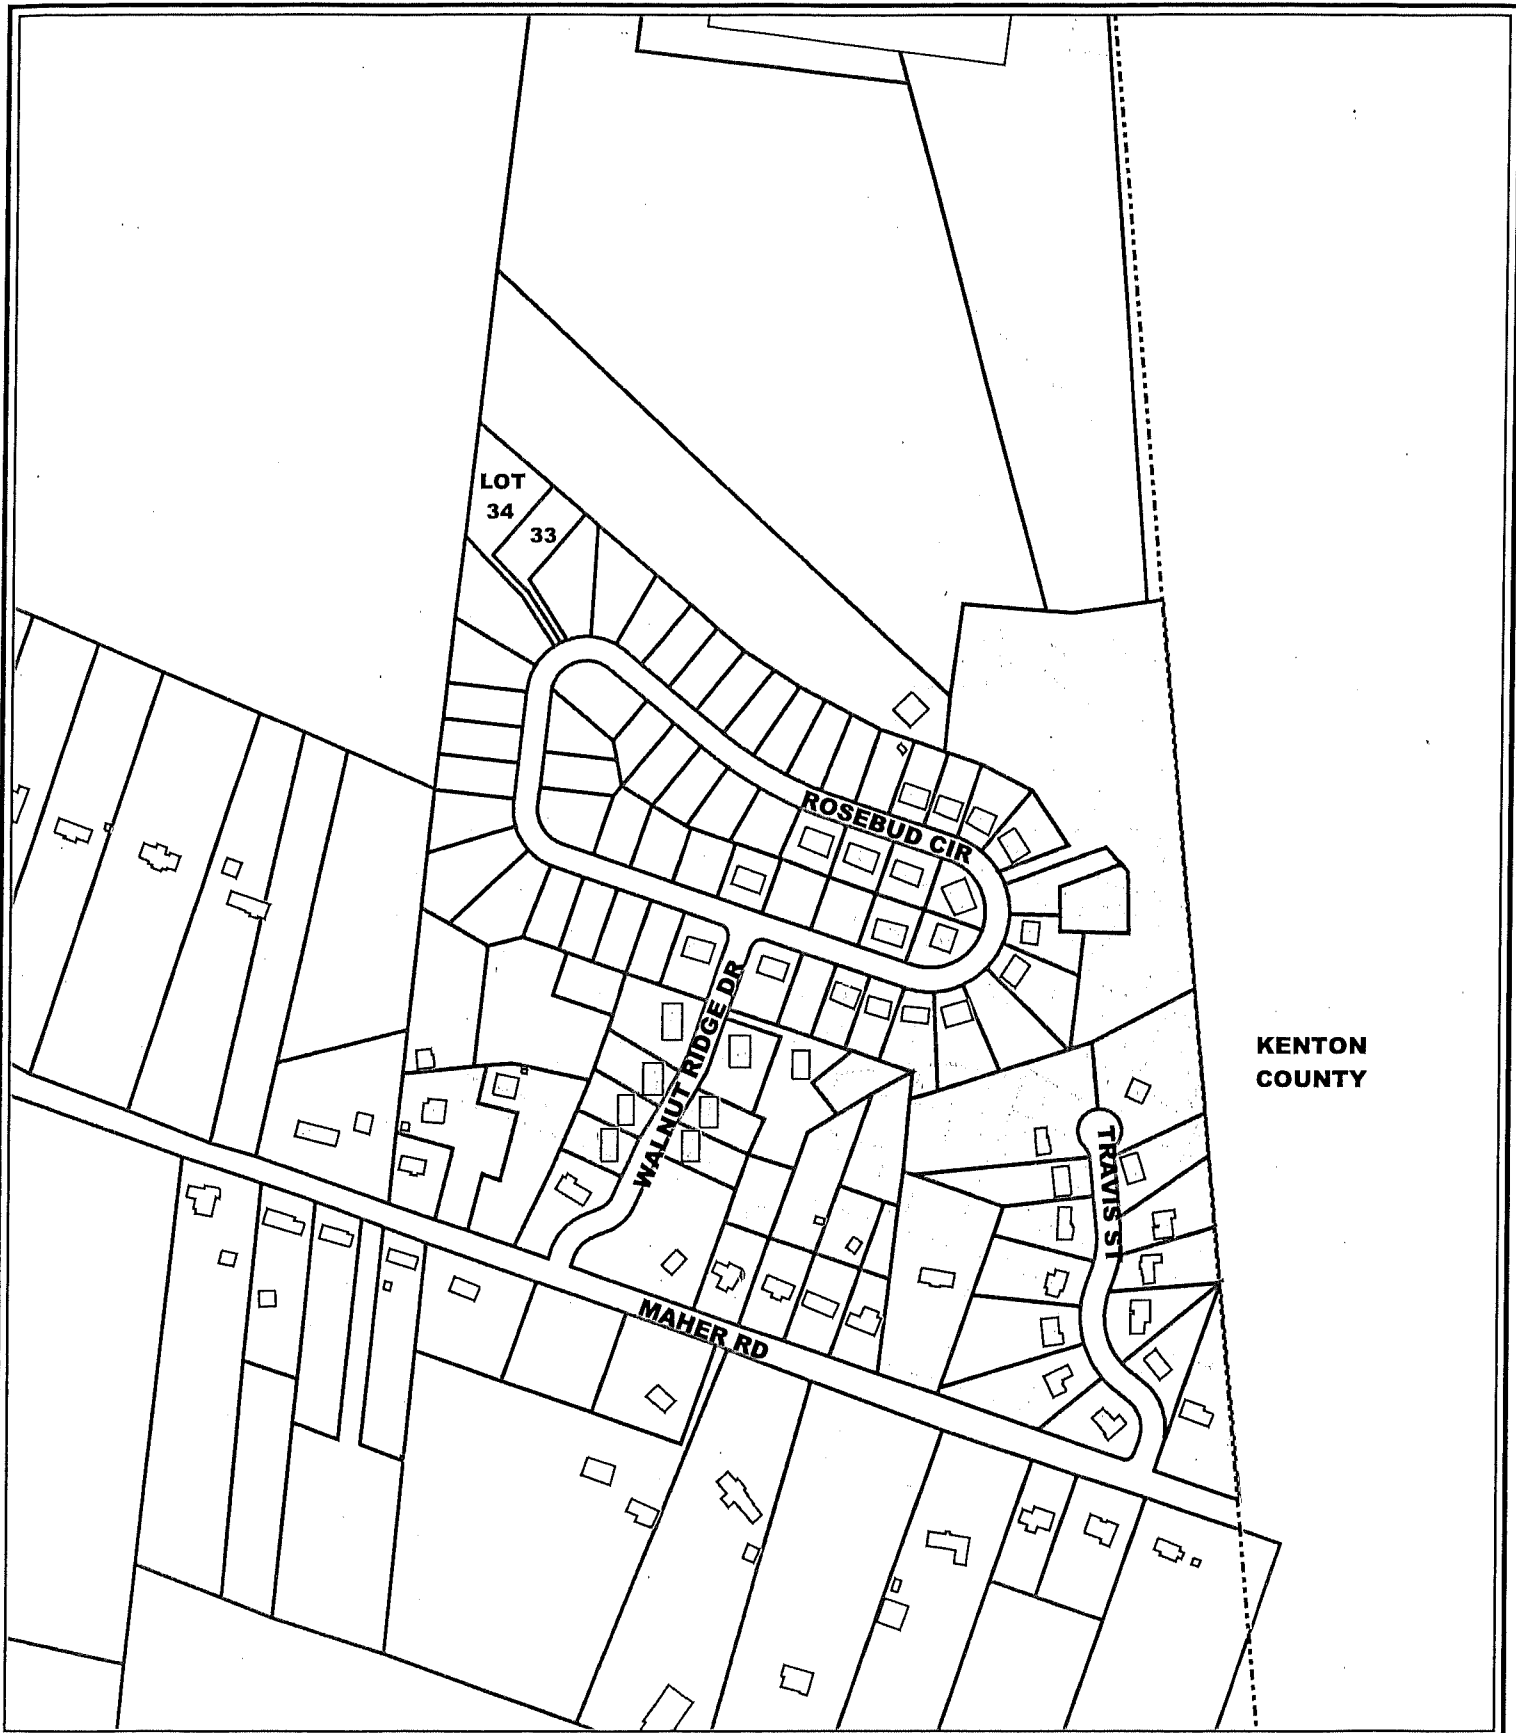 LOT
34
33
ROSEBUD CIR
WALNUT RIDGE DR
KENTON
COUNTY
TRAVIS ST
MAHER RD